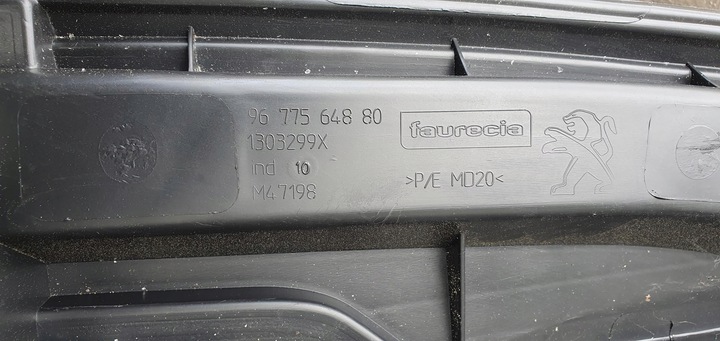 96 775 648 80
1303299X
ind 10
M47198
faurecia
>P/E MD20<